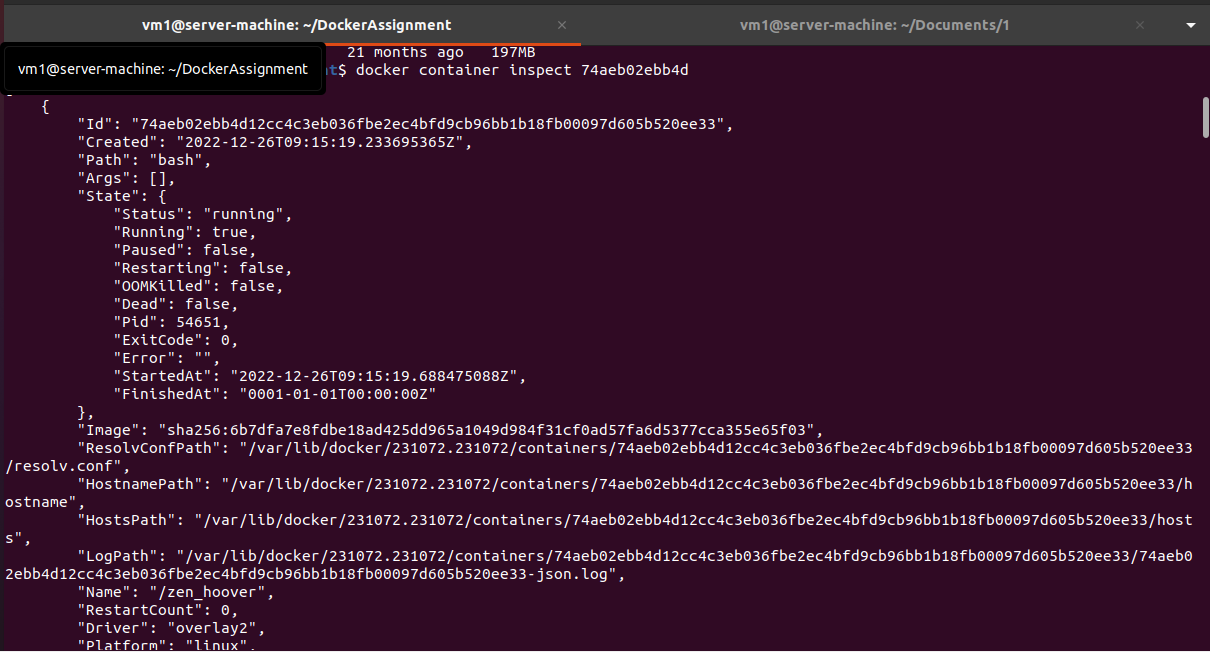 vm1@server-machine: ~/DockerAssignment × vm1@server-machine: ~/Documents/1 ×
21 months ago 197MB
vm1@server-machine: ~/DockerAssignment t$ docker container inspect 74aeb02ebb4d
{
"Id": "74aeb02ebb4d12cc4c3eb036fbe2ec4bfd9cb96bb1b18fb00097d605b520ee33",
"Created": "2022-12-26T09:15:19.233695365Z",
"Path": "bash",
"Args": [],
"State": {
"Status": "running",
"Running": true,
"Paused": false,
"Restarting": false,
"OOMKilled": false,
"Dead": false,
"Pid": 54651,
"ExitCode": 0,
"Error": "",
"StartedAt": "2022-12-26T09:15:19.688475088Z",
"FinishedAt": "0001-01-01T00:00:00Z"
},
"Image": "sha256:6b7dfa7e8fdbe18ad425dd965a1049d984f31cf0ad57fa6d5377cca355e65f03",
"ResolvConfPath": "/var/lib/docker/231072.231072/containers/74aeb02ebb4d12cc4c3eb036fbe2ec4bfd9cb96bb1b18fb00097d605b520ee33
/resolv.conf",
"HostnamePath": "/var/lib/docker/231072.231072/containers/74aeb02ebb4d12cc4c3eb036fbe2ec4bfd9cb96bb1b18fb00097d605b520ee33/h
ostname",
"HostsPath": "/var/lib/docker/231072.231072/containers/74aeb02ebb4d12cc4c3eb036fbe2ec4bfd9cb96bb1b18fb00097d605b520ee33/host
s",
"LogPath": "/var/lib/docker/231072.231072/containers/74aeb02ebb4d12cc4c3eb036fbe2ec4bfd9cb96bb1b18fb00097d605b520ee33/74aeb0
2ebb4d12cc4c3eb036fbe2ec4bfd9cb96bb1b18fb00097d605b520ee33-json.log",
"Name": "/zen_hoover",
"RestartCount": 0,
"Driver": "overlay2",
"Platform": "linux",